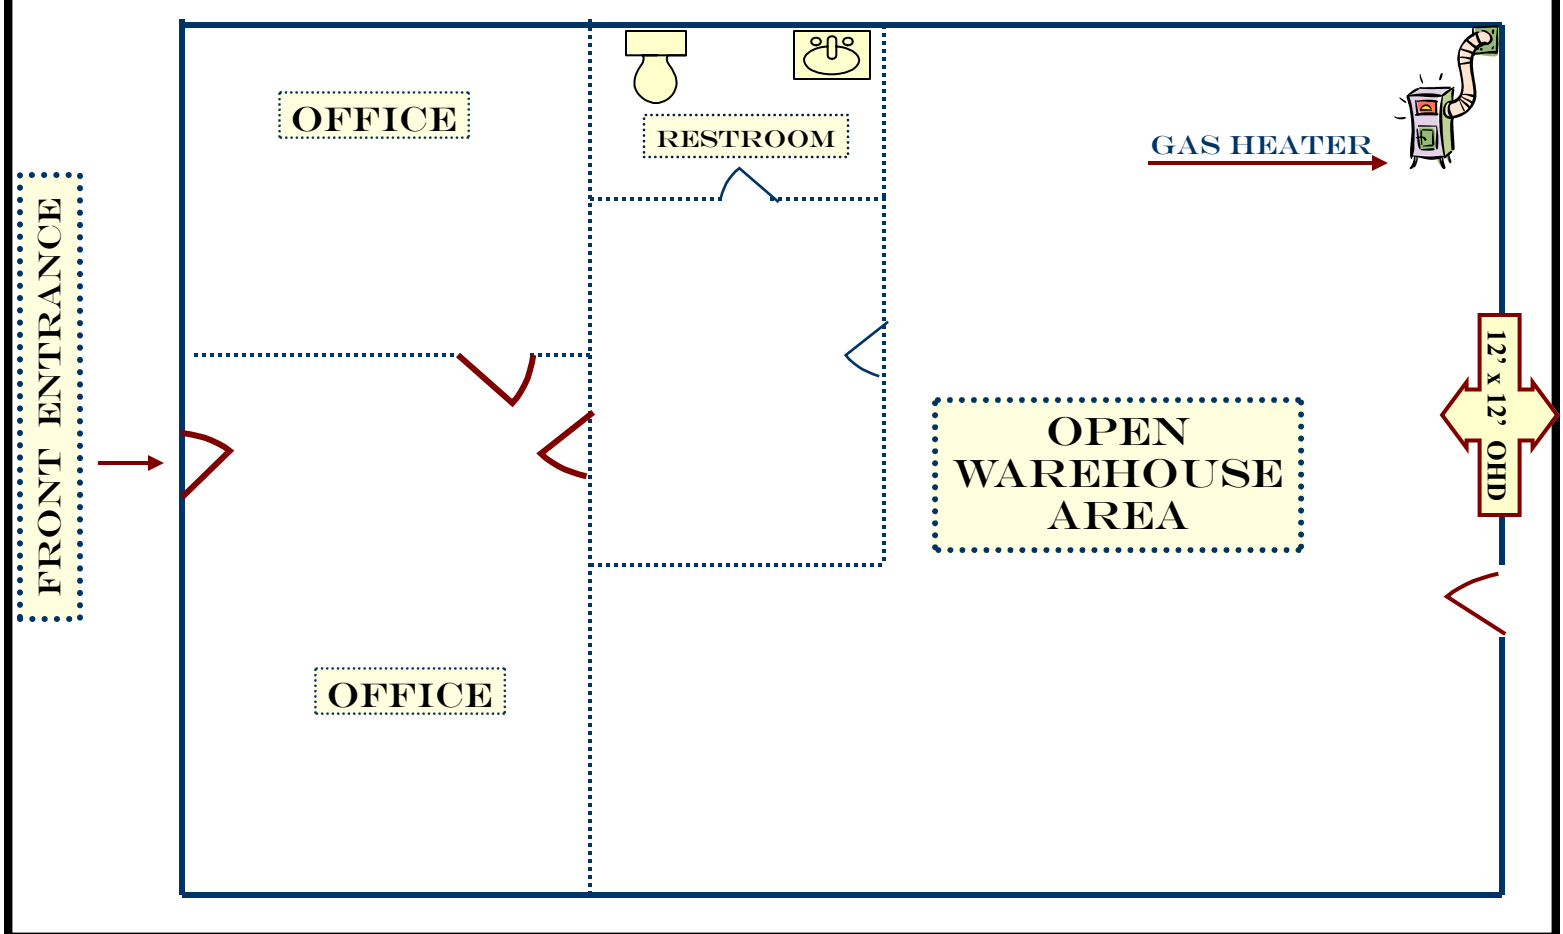 OFFICE
RESTROOM
GAS HEATER
FRONT ENTRANCE
12’ x 12’ OHD
OPEN
WAREHOUSE
AREA
OFFICE